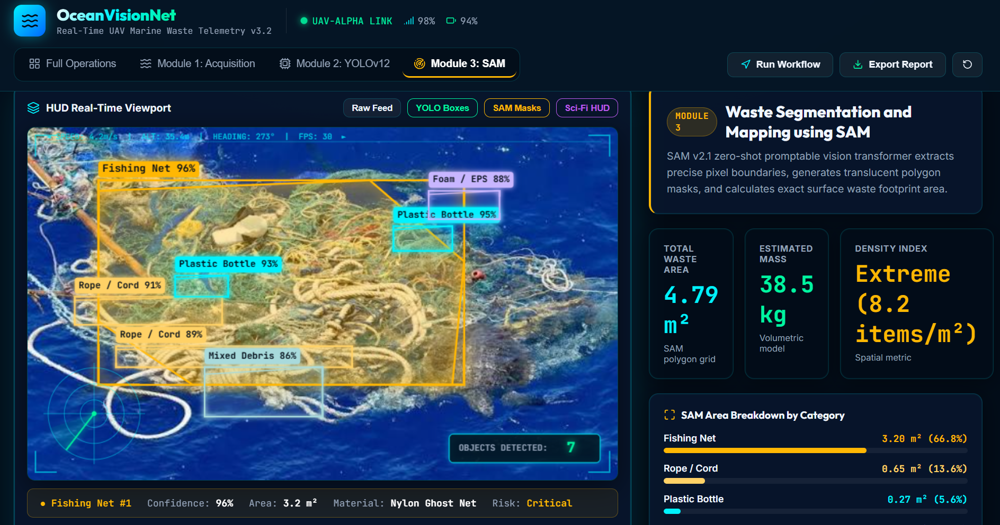 OceanVisionNet
Real-Time UAV Marine Waste Telemetry v3.2
UAV-ALPHA LINK 98% 94%
Full Operations
Module 1: Acquisition
Module 2: YOLOv12
Module 3: SAM
Run Workflow
Export Report
HUD Real-Time Viewport
Raw Feed
YOLO Boxes
SAM Masks
Sci-Fi HUD
SPEED: 4.2m/s | ALT: 35.4m | HEADING: 273° | FPS: 30 ►
Fishing Net 96%
Foam / EPS 88%
Plastic Bottle 95%
Plastic Bottle 93%
Rope / Cord 91%
Rope / Cord 89%
Mixed Debris 86%
OBJECTS DETECTED: 7
● Fishing Net #1 Confidence: 96% Area: 3.2 m² Material: Nylon Ghost Net Risk: Critical
MODULE
3
Waste Segmentation and
Mapping using SAM
SAM v2.1 zero-shot promptable vision transformer extracts
precise pixel boundaries, generates translucent polygon
masks, and calculates exact surface waste footprint area.
TOTAL
WASTE
AREA
4.79
m²
SAM
polygon grid
ESTIMATED
MASS
38.5
kg
Volumetric
model
DENSITY INDEX
Extreme
(8.2
items/m²)
Spatial metric
SAM Area Breakdown by Category
Fishing Net 3.20 m² (66.8%)
Rope / Cord 0.65 m² (13.6%)
Plastic Bottle 0.27 m² (5.6%)